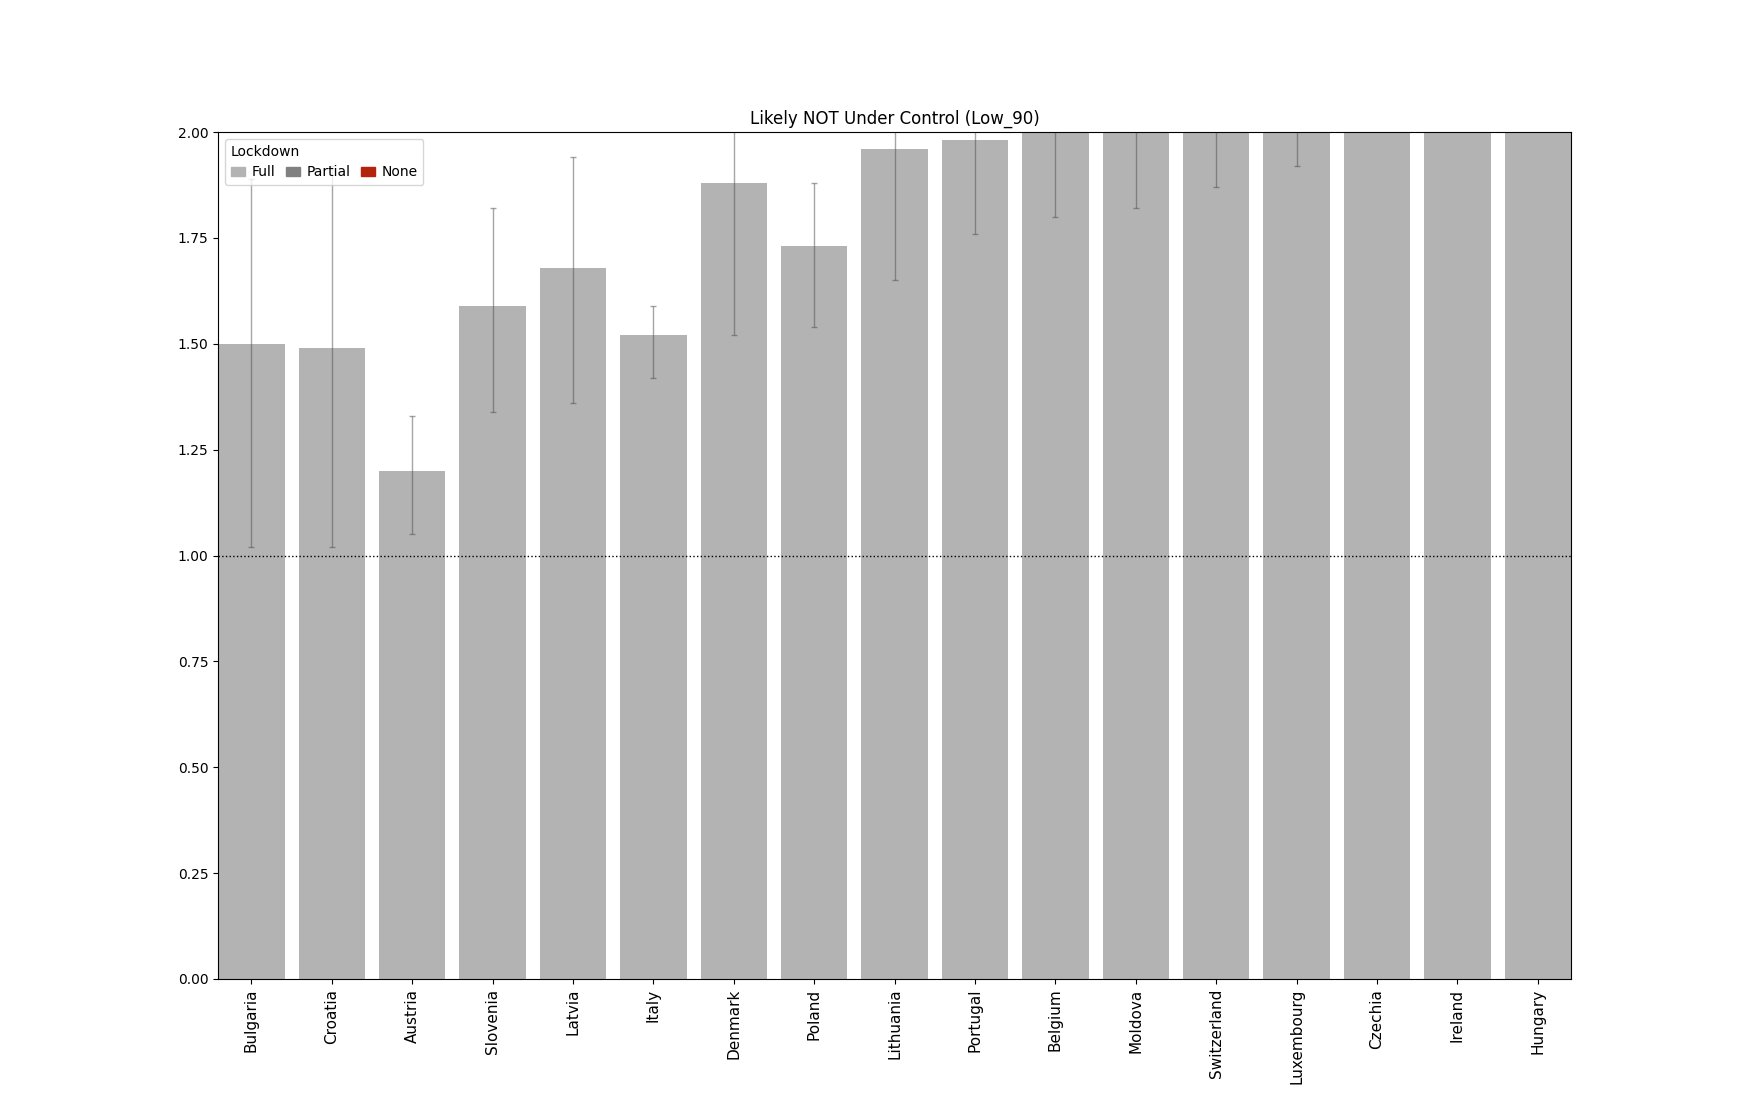 Likely NOT Under Control (Low_90)
Lockdown
Full Partial None
2.00
1.75
1.50
1.25
1.00
0.75
0.50
0.25
0.00
Bulgaria
Croatia
Austria
Slovenia
Latvia
Italy
Denmark
Poland
Lithuania
Portugal
Belgium
Moldova
Switzerland
Luxembourg
Czechia
Ireland
Hungary